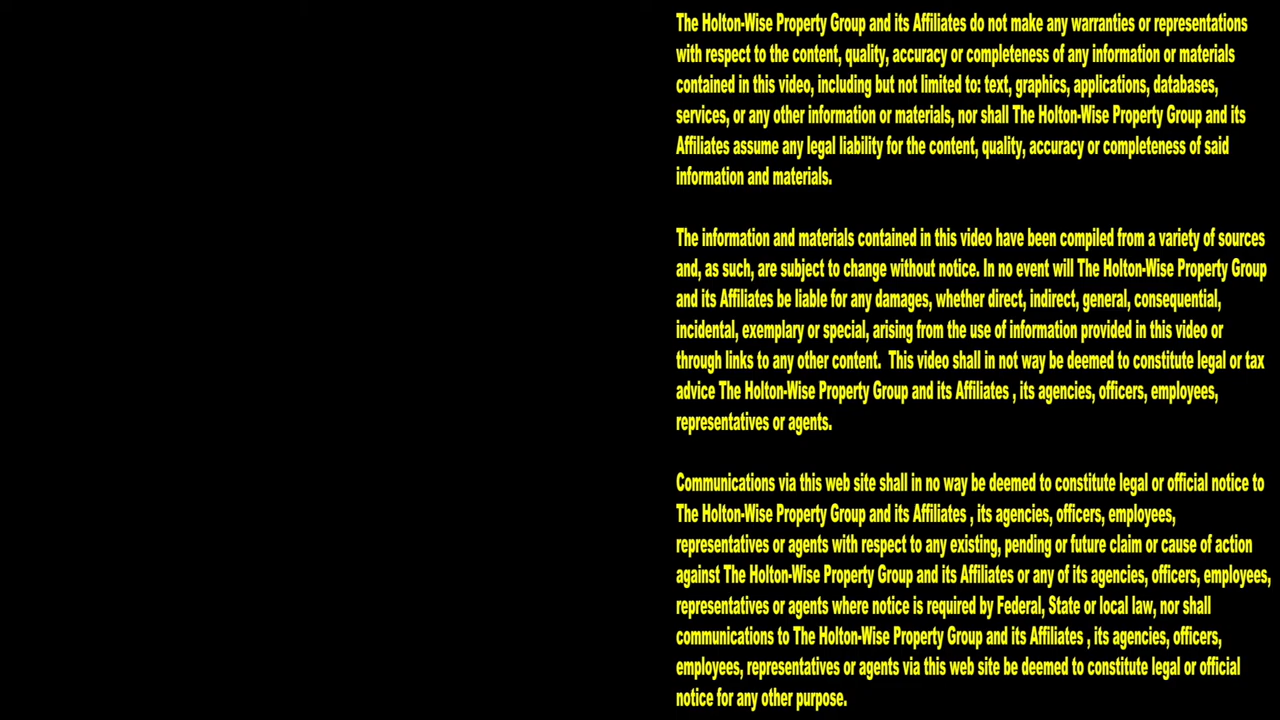 The Holton-Wise Property Group and its Affiliates do not make any warranties or representations
with respect to the content, quality, accuracy or completeness of any information or materials
contained in this video, including but not limited to: text, graphics, applications, databases,
services, or any other information or materials, nor shall The Holton-Wise Property Group and its
Affiliates assume any legal liability for the content, quality, accuracy or completeness of said
information and materials.
The information and materials contained in this video have been compiled from a variety of sources
and, as such, are subject to change without notice. In no event will The Holton-Wise Property Group
and its Affiliates be liable for any damages, whether direct, indirect, general, consequential,
incidental, exemplary or special, arising from the use of information provided in this video or
through links to any other content.  This video shall in not way be deemed to constitute legal or tax
advice The Holton-Wise Property Group and its Affiliates , its agencies, officers, employees,
representatives or agents.
Communications via this web site shall in no way be deemed to constitute legal or official notice to
The Holton-Wise Property Group and its Affiliates , its agencies, officers, employees,
representatives or agents with respect to any existing, pending or future claim or cause of action
against The Holton-Wise Property Group and its Affiliates or any of its agencies, officers, employees,
representatives or agents where notice is required by Federal, State or local law, nor shall
communications to The Holton-Wise Property Group and its Affiliates , its agencies, officers,
employees, representatives or agents via this web site be deemed to constitute legal or official
notice for any other purpose.